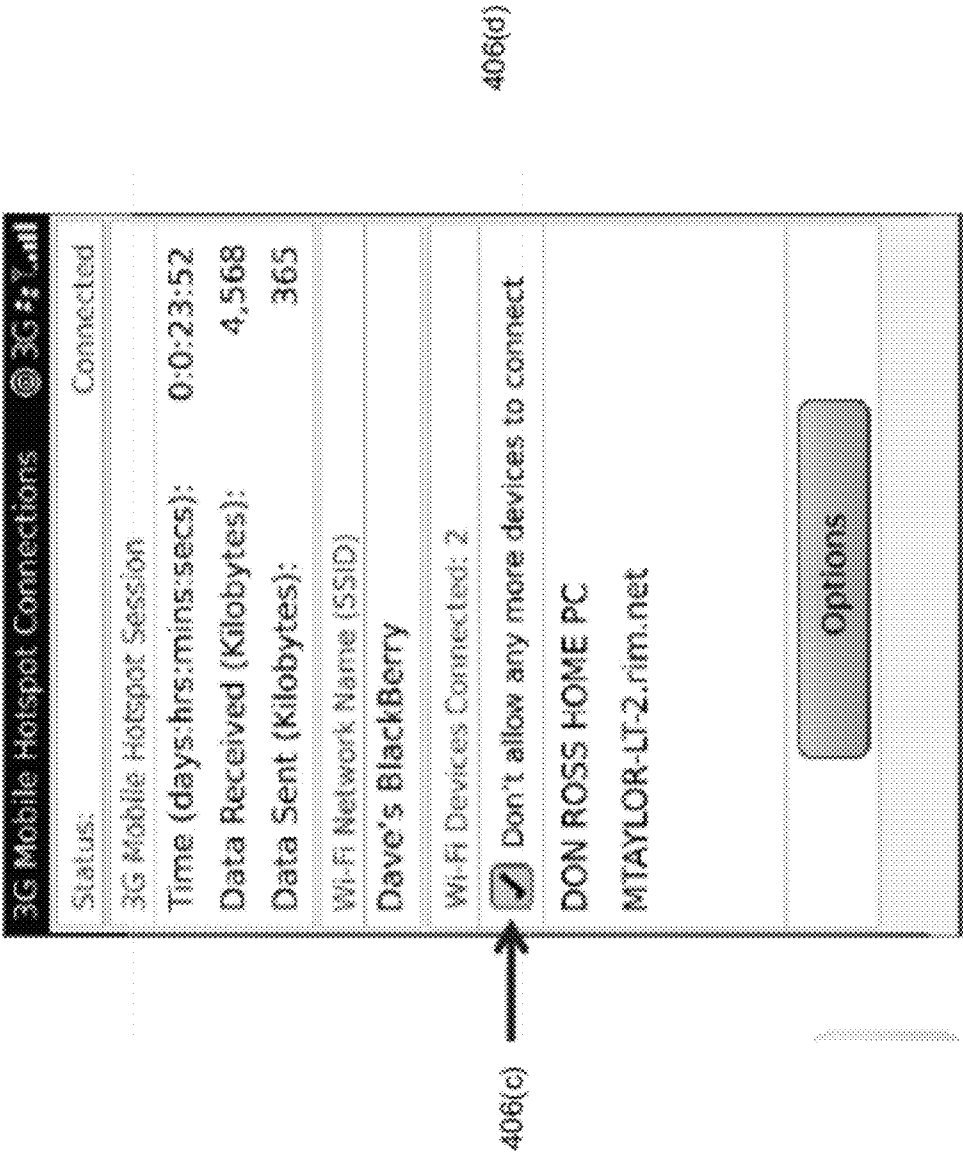 3G Mobile Hotspot Connections 3G
Status: Connected
3G Mobile Hotspot Session
Time (days:hrs:mins:secs): 0:0:23:52
Data Received (Kilobytes): 4,568
Data Sent (Kilobytes): 365
Wi-Fi Network Name (SSID)
Dave's BlackBerry
Wi-Fi Devices Connected: 2
406(c) Don't allow any more devices to connect 406(d)
DON ROSS HOME PC
MTAYLOR-LT-2.rim.net
Options